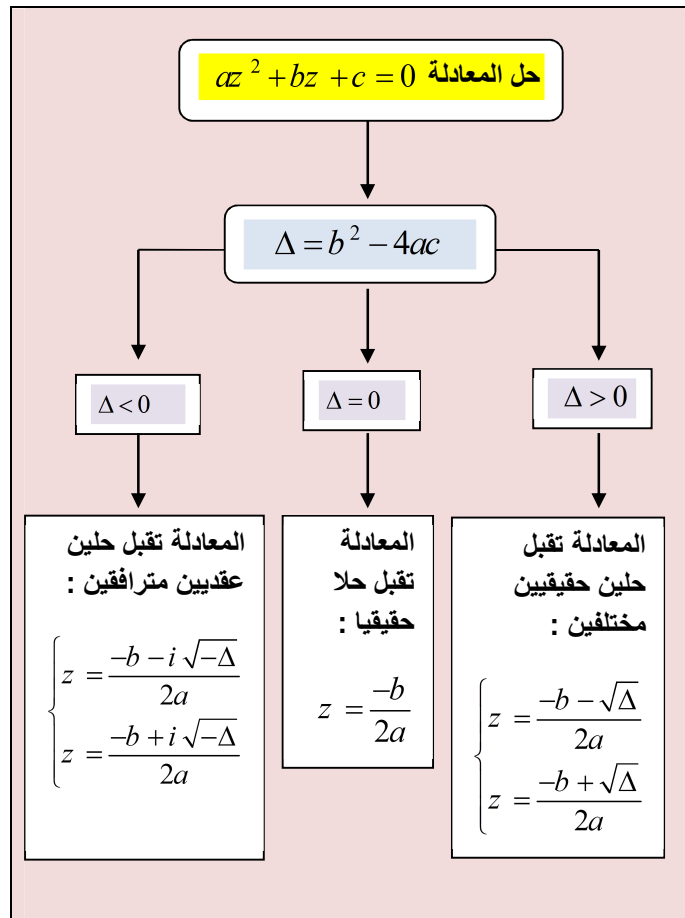 حل المعادلة az² + bz + c = 0
Δ = b² − 4ac
Δ > 0
Δ = 0
Δ < 0
المعادلة تقبل
حلين حقيقيين
مختلفين :
z = (−b − √Δ) / 2a
z = (−b + √Δ) / 2a
المعادلة
تقبل حلا
حقيقيا :
z = −b / 2a
المعادلة تقبل حلين
عقديين مترافقين :
z = (−b − i√−Δ) / 2a
z = (−b + i√−Δ) / 2a